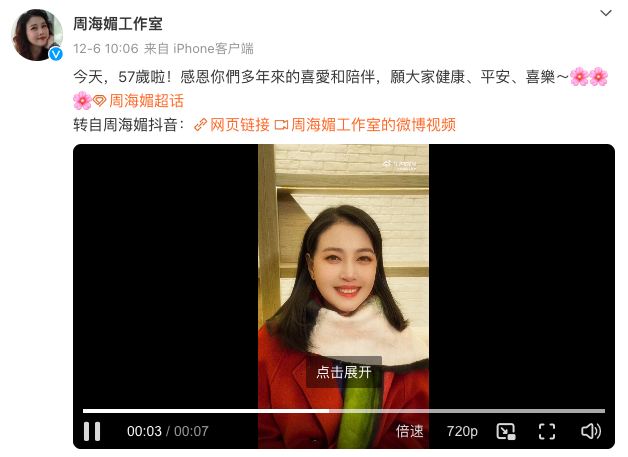 周海媚工作室
12-6 10:06 来自 iPhone客户端
今天，57歲啦！感恩你們多年來的喜愛和陪伴，願大家健康、平安、喜樂～
周海媚超话
转自周海媚抖音： 网页链接 周海媚工作室的微博视频
点击展开
00:03 / 00:07 倍速 720p